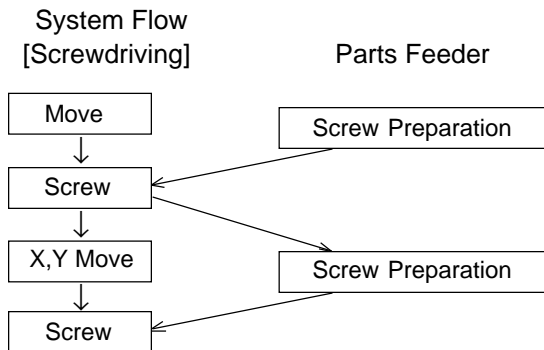 System Flow
[Screwdriving]
Parts Feeder
Move
Screw Preparation
Screw
X,Y Move
Screw Preparation
Screw